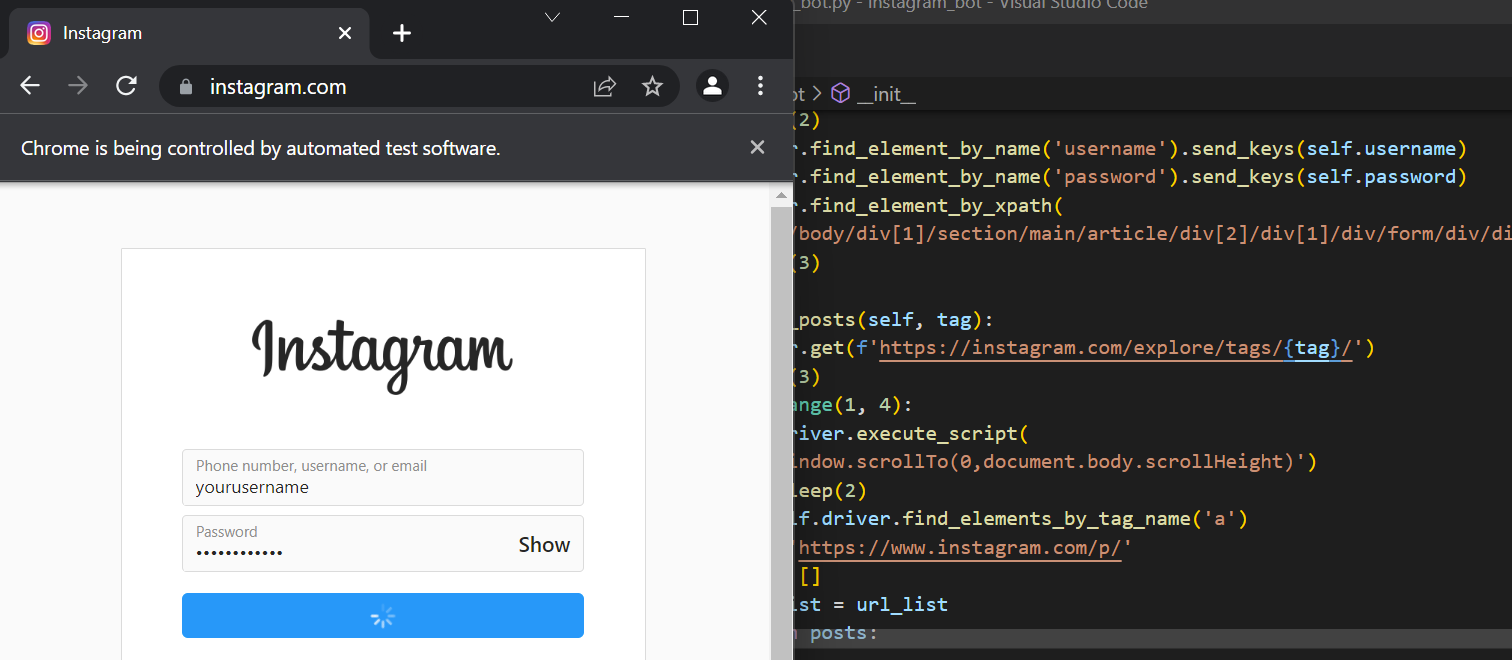 Instagram
instagram.com
Chrome is being controlled by automated test software.
Instagram
Phone number, username, or email
yourusername
Password
••••••••••••
Show
_bot.py - Instagram_bot - Visual Studio Code
ot > __init__
(2)
r.find_element_by_name('username').send_keys(self.username)
r.find_element_by_name('password').send_keys(self.password)
r.find_element_by_xpath(
/body/div[1]/section/main/article/div[2]/div[1]/div/form/div/di
(3)
_posts(self, tag):
r.get(f'https://instagram.com/explore/tags/{tag}/')
(3)
ange(1, 4):
river.execute_script(
indow.scrollTo(0,document.body.scrollHeight)')
leep(2)
lf.driver.find_elements_by_tag_name('a')
'https://www.instagram.com/p/'
[]
ist = url_list
n posts: